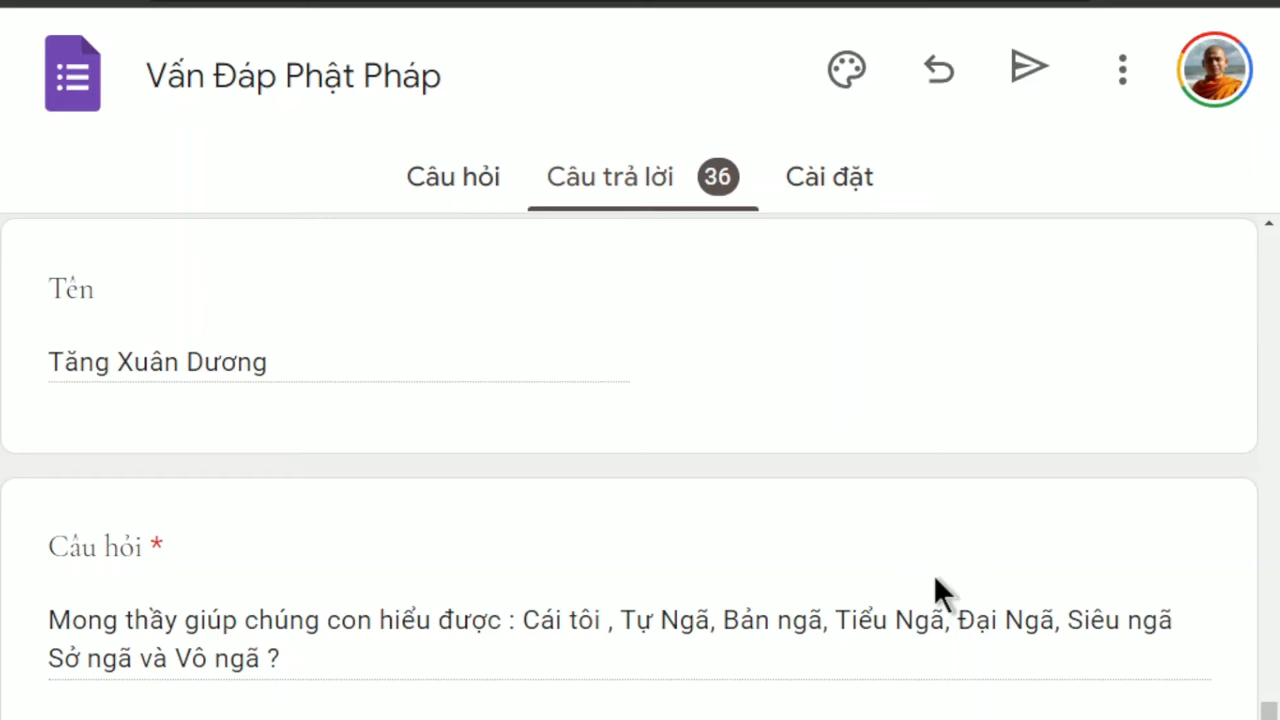 Vấn Đáp Phật Pháp
Câu hỏi Câu trả lời 36 Cài đặt
Tên
Tăng Xuân Dương
Câu hỏi *
Mong thầy giúp chúng con hiểu được : Cái tôi , Tự Ngã, Bản ngã, Tiểu Ngã, Đại Ngã, Siêu ngã
Sở ngã và Vô ngã ?